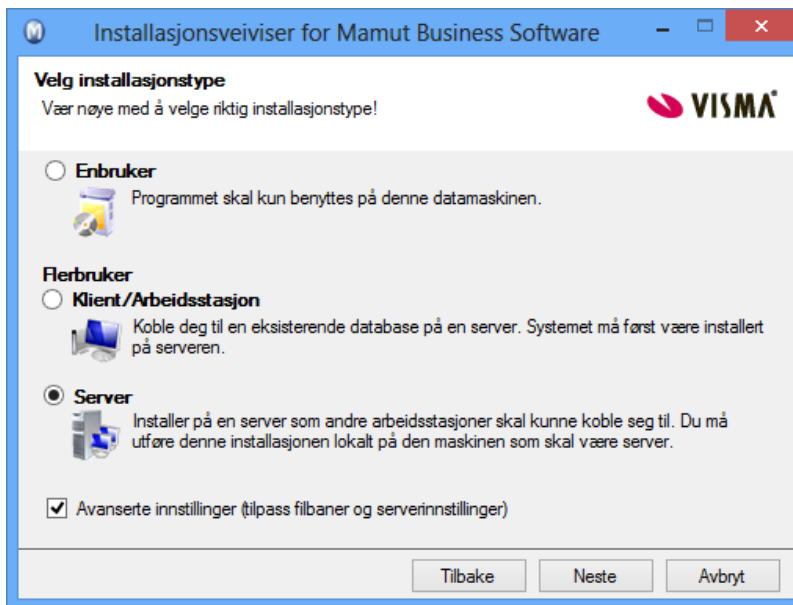 Installasjonsveiviser for Mamut Business Software
Velg installasjonstype
Vær nøye med å velge riktig installasjonstype!
VISMA
Enbruker
Programmet skal kun benyttes på denne datamaskinen.
Flerbruker
Klient/Arbeidsstasjon
Koble deg til en eksisterende database på en server. Systemet må først være installert
på serveren.
Server
Installer på en server som andre arbeidsstasjoner skal kunne koble seg til. Du må
utføre denne installasjonen lokalt på den maskinen som skal være server.
Avanserte innstillinger (tilpass filbaner og serverinnstillinger)
Tilbake
Neste
Avbryt